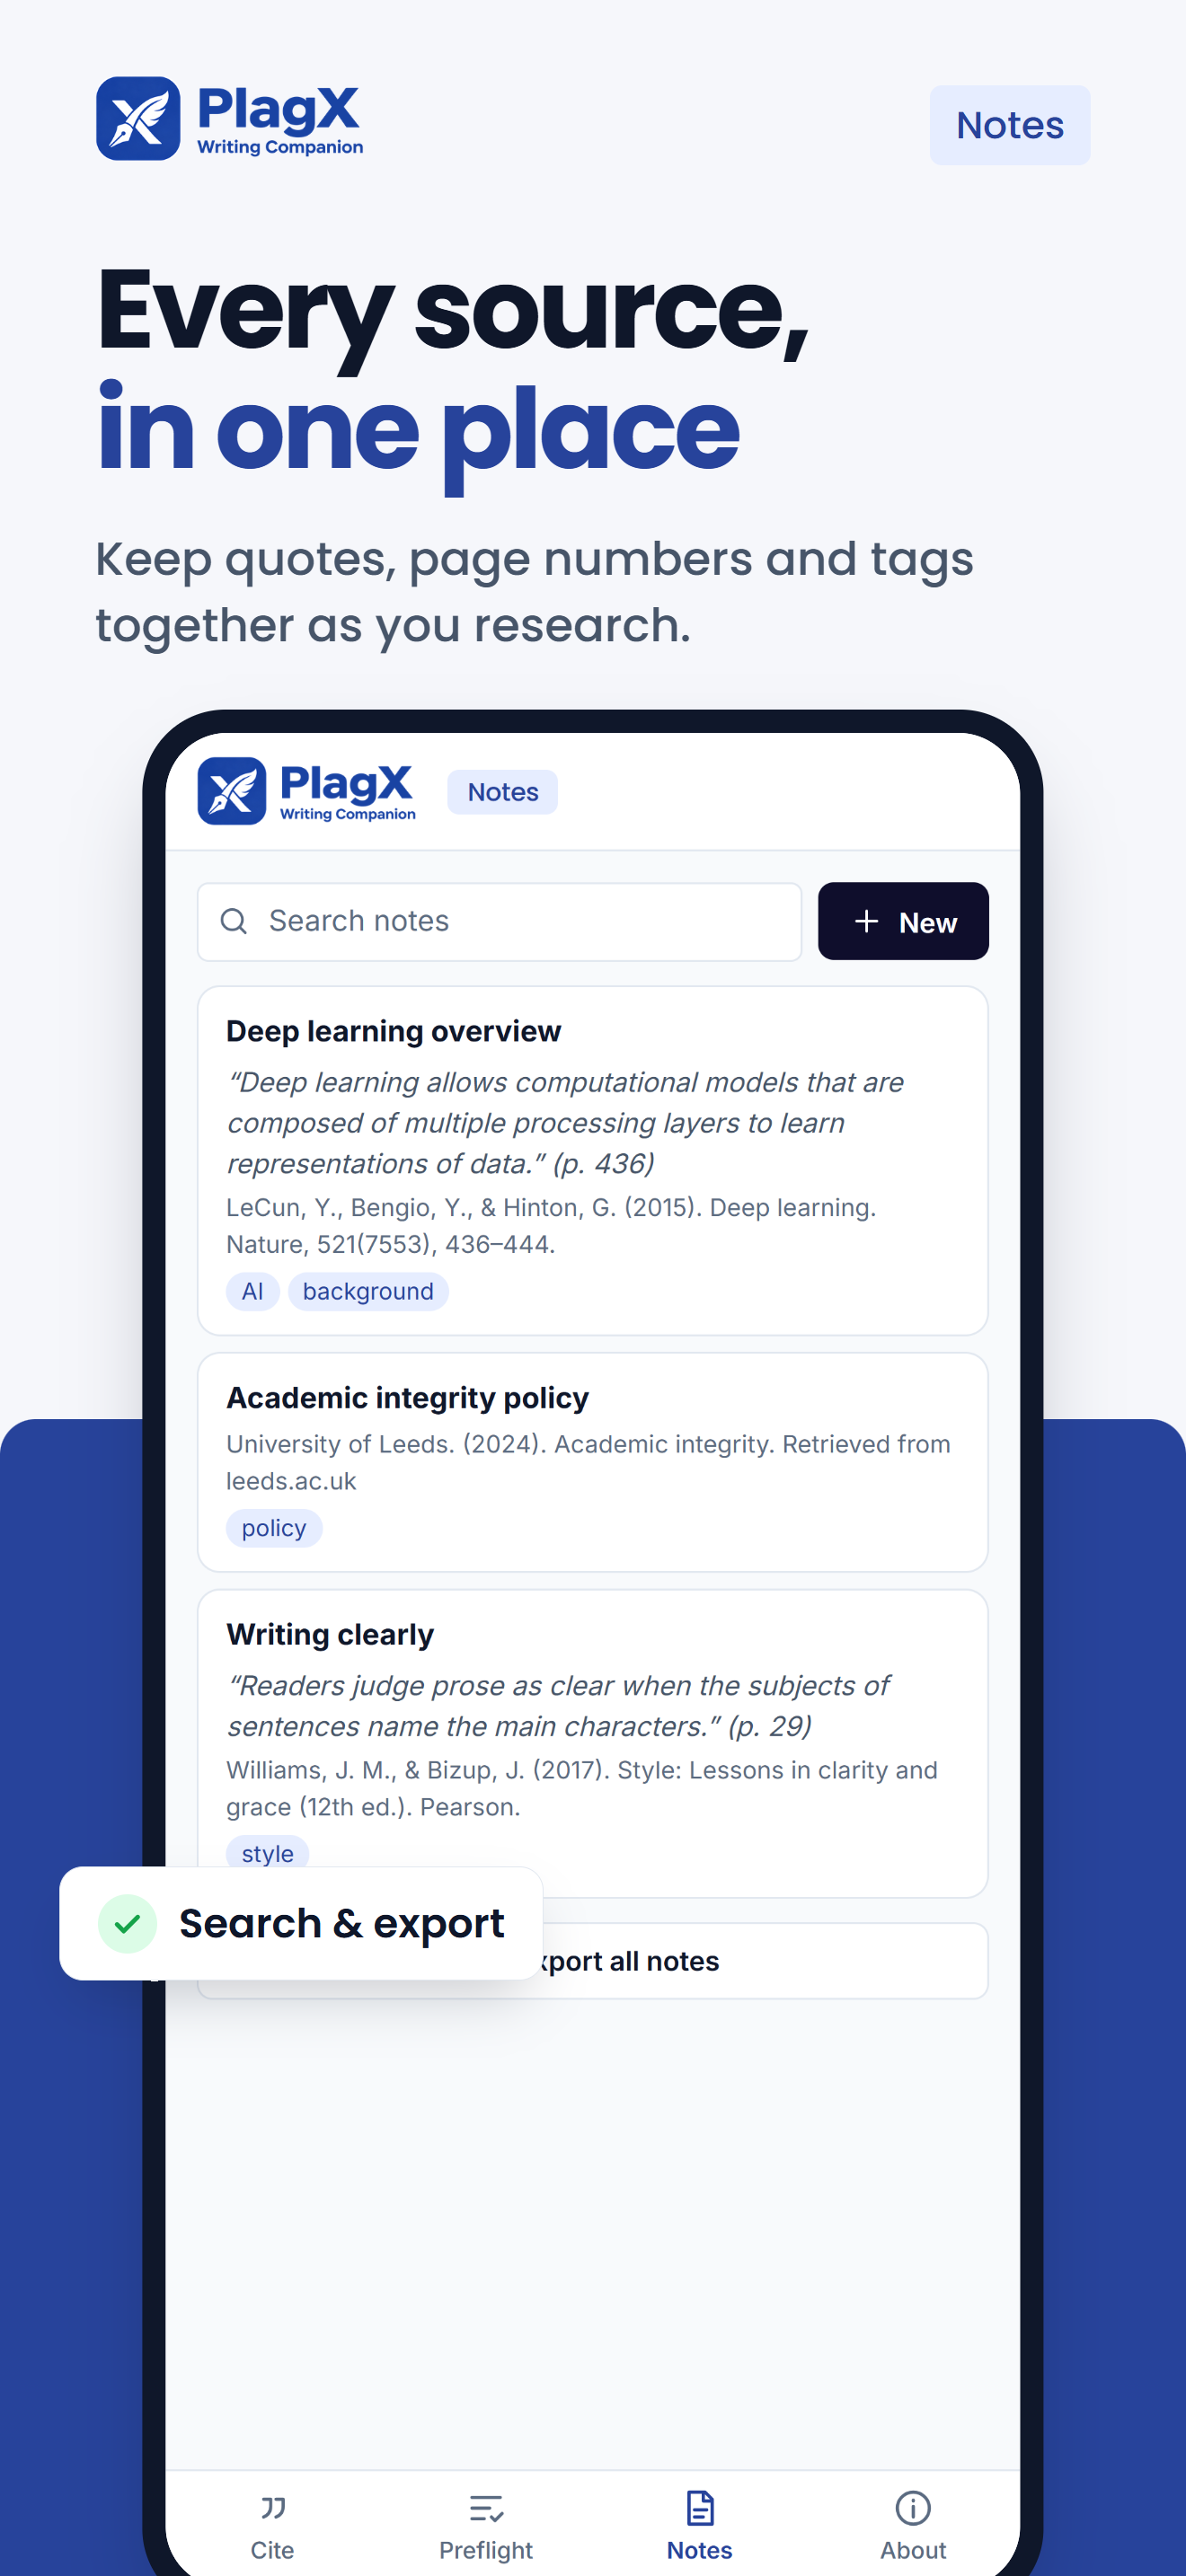 PlagX
Writing Companion
Notes
Every source,
in one place
Keep quotes, page numbers and tags
together as you research.
PlagX
Writing Companion
Notes
Search notes
New
Deep learning overview
“Deep learning allows computational models that are
composed of multiple processing layers to learn
representations of data.” (p. 436)
LeCun, Y., Bengio, Y., & Hinton, G. (2015). Deep learning.
Nature, 521(7553), 436–444.
AI background
Academic integrity policy
University of Leeds. (2024). Academic integrity. Retrieved from
leeds.ac.uk
policy
Writing clearly
“Readers judge prose as clear when the subjects of
sentences name the main characters.” (p. 29)
Williams, J. M., & Bizup, J. (2017). Style: Lessons in clarity and
grace (12th ed.). Pearson.
style
Search & export
all notes
Cite Preflight Notes About